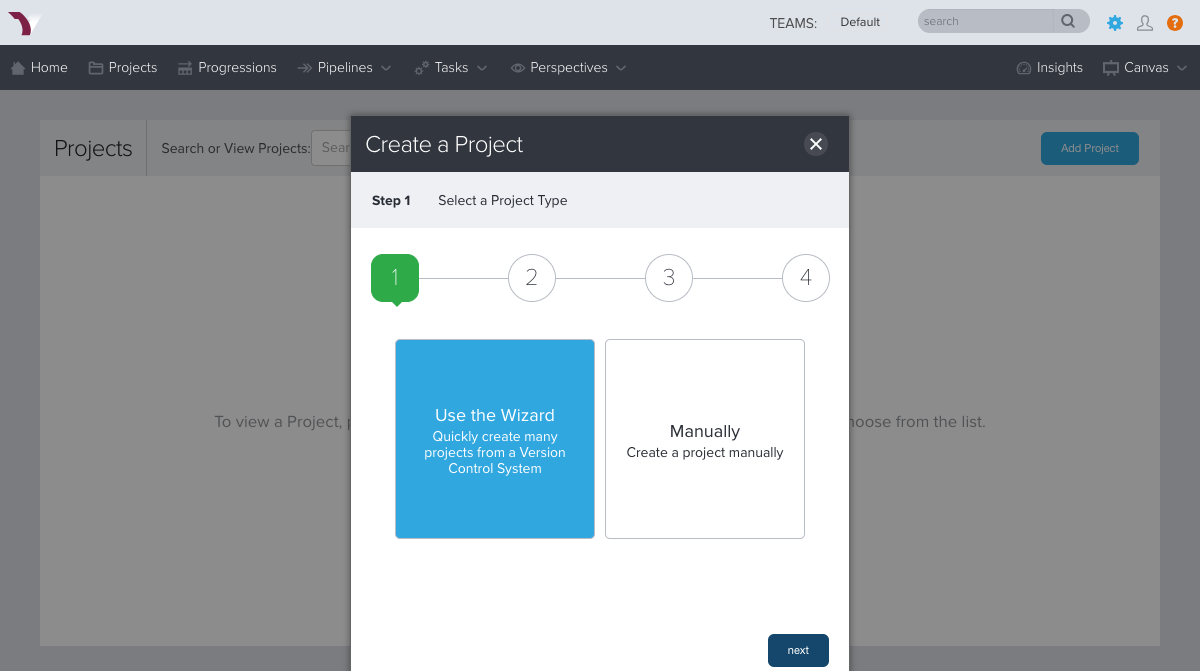 TEAMS: Default search ?
Home Projects Progressions Pipelines Tasks Perspectives Insights Canvas
Projects Search or View Projects: Sear Add Project
Create a Project
Step 1 Select a Project Type
1 2 3 4
To view a Project, hoose from the list.
Use the Wizard
Quickly create many
projects from a Version
Control System
Manually
Create a project manually
next